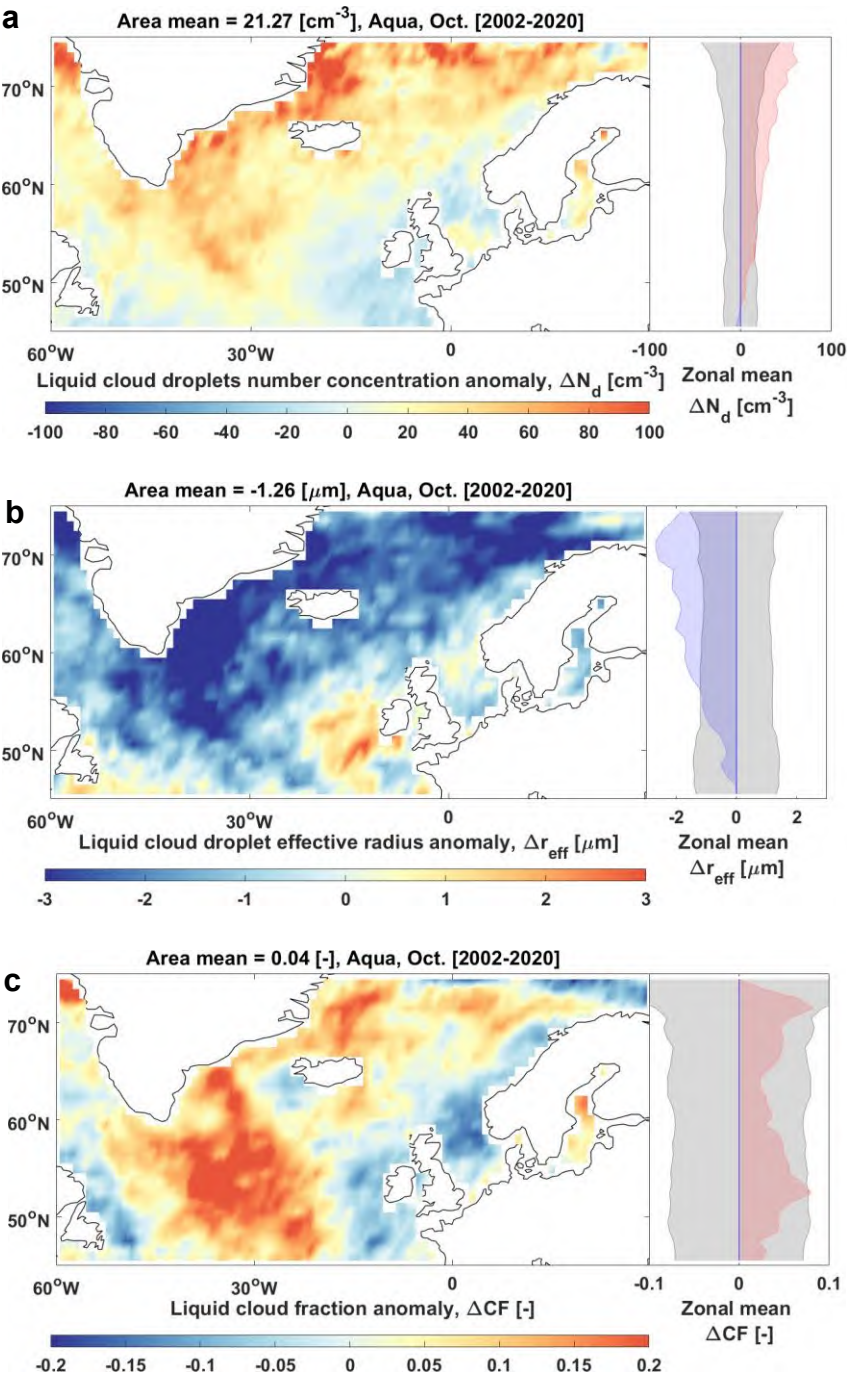 a
Area mean = 21.27 [cm⁻³], Aqua, Oct. [2002-2020]
70°N
60°N
50°N
60°W 30°W 0 -100 0 100
Liquid cloud droplets number concentration anomaly, ΔN_d [cm⁻³]
Zonal mean
ΔN_d [cm⁻³]
-100 -80 -60 -40 -20 0 20 40 60 80 100
b
Area mean = -1.26 [μm], Aqua, Oct. [2002-2020]
70°N
60°N
50°N
60°W 30°W 0 -2 0 2
Liquid cloud droplet effective radius anomaly, Δr_eff [μm]
Zonal mean
Δr_eff [μm]
-3 -2 -1 0 1 2 3
c
Area mean = 0.04 [-], Aqua, Oct. [2002-2020]
70°N
60°N
50°N
60°W 30°W 0 -0.1 0 0.1
Liquid cloud fraction anomaly, ΔCF [-]
Zonal mean
ΔCF [-]
-0.2 -0.15 -0.1 -0.05 0 0.05 0.1 0.15 0.2